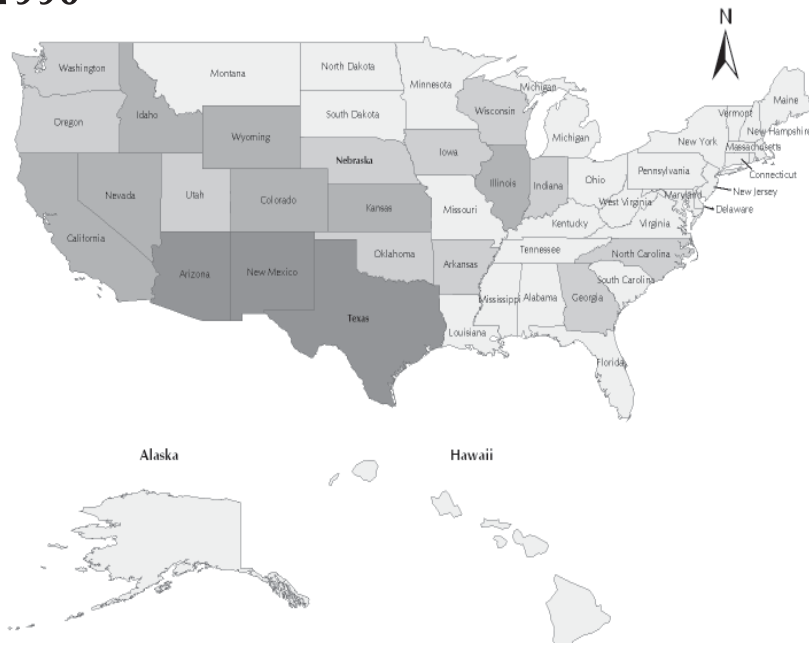 N
Washington
Montana
North Dakota
Minnesota
Michigan
Maine
Oregon
Idaho
South Dakota
Wisconsin
Vermont
New Hampshire
Wyoming
Michigan
New York
Massachusetts
Nebraska
Iowa
Connecticut
Nevada
Utah
Colorado
Kansas
Illinois
Indiana
Ohio
Pennsylvania
New Jersey
Maryland
Delaware
West Virginia
Missouri
Kentucky
Virginia
California
Arizona
New Mexico
Oklahoma
Arkansas
Tennessee
North Carolina
South Carolina
Mississippi
Alabama
Georgia
Texas
Louisiana
Florida
Alaska
Hawaii